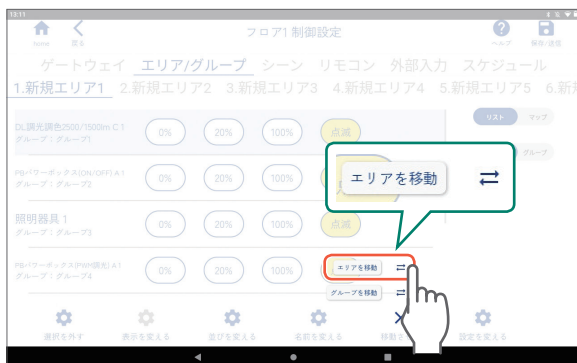 13:11
フロア1 制御設定
home
戻る
ヘルプ
保存/送信
ゲートウェイ エリア/グループ シーン リモコン 外部入力 スケジュール
1.新規エリア1 2.新規エリア2 3.新規エリア3 4.新規エリア4 5.新規エリア5 6.新規
リスト マップ
DL調光調色2500/1500lm C 1
グループ:グループ1
0% 20% 100% 点滅
グループ
PBパワーボックス(ON/OFF) A 1
グループ:グループ2
0% 20% 100%
エリアを移動
照明器具 1
グループ:グループ3
0% 20% 100% 点滅
PBパワーボックス(PWM調光) A 1
グループ:グループ4
0% 20% 100%
エリアを移動
グループを移動
選択を外す 表示を変える 並びを変える 名前を変える 移動さ 設定を変える